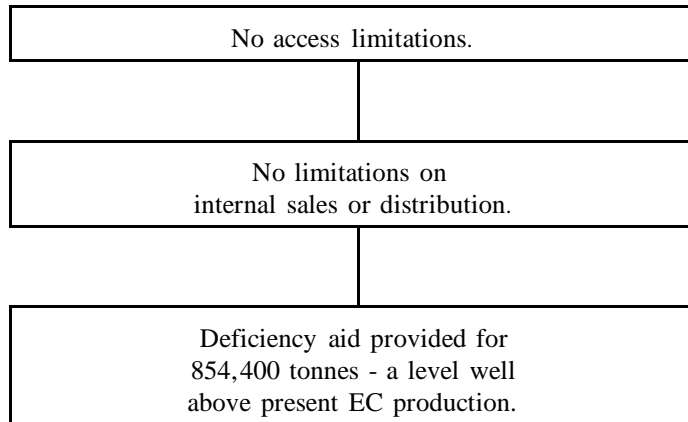 No access limitations.
No limitations on
internal sales or distribution.
Deficiency aid provided for
854,400 tonnes - a level well
above present EC production.